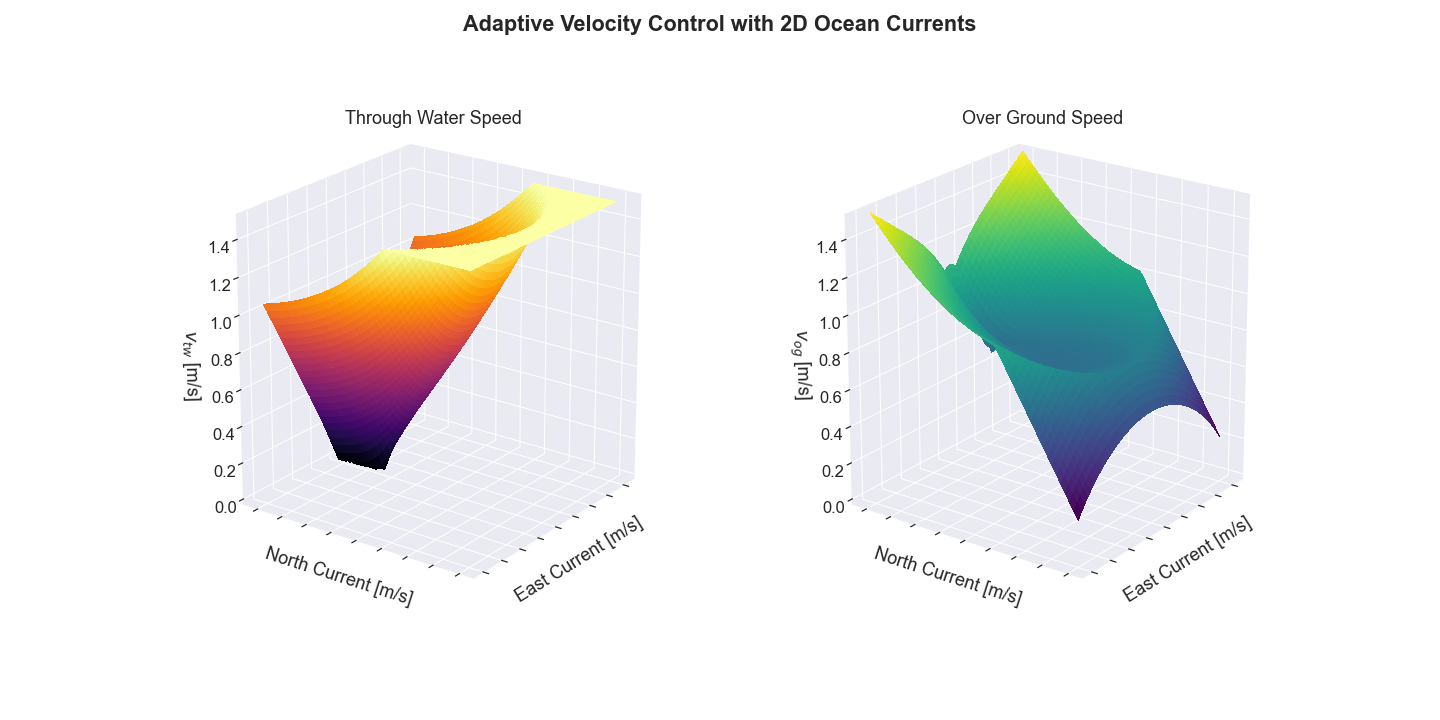 Adaptive Velocity Control with 2D Ocean Currents
Through Water Speed
1.4
1.2
1.0
0.8
0.6
0.4
0.2
0.0
v_tw [m/s]
North Current [m/s]
East Current [m/s]
Over Ground Speed
1.4
1.2
1.0
0.8
0.6
0.4
0.2
0.0
v_og [m/s]
North Current [m/s]
East Current [m/s]